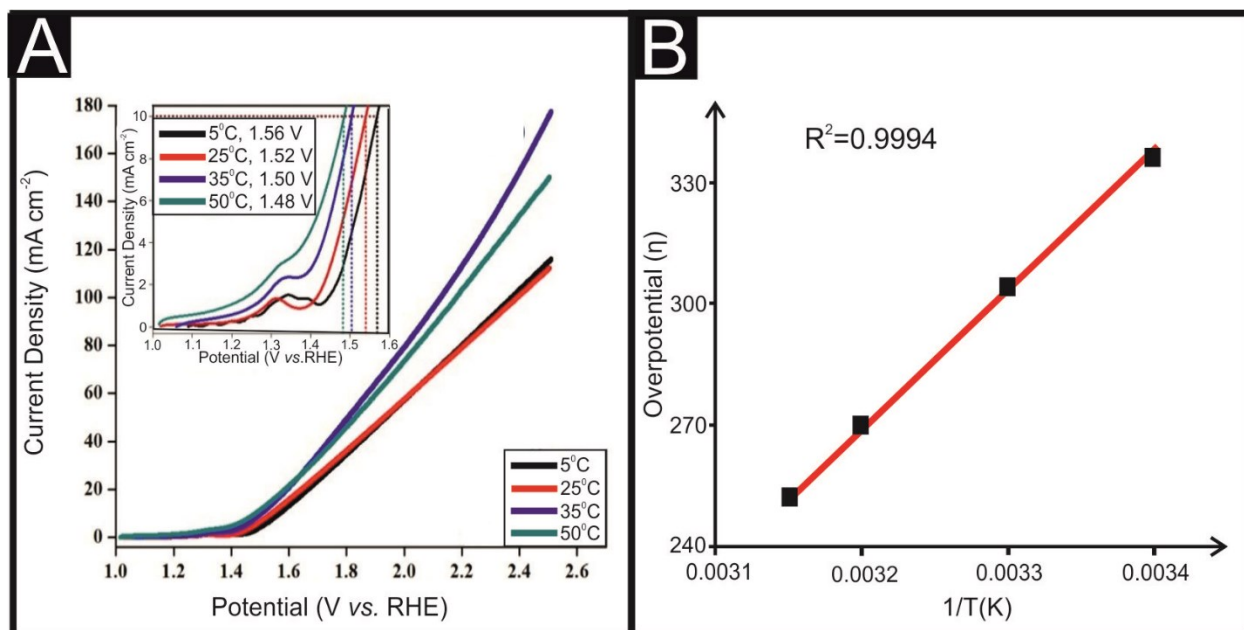 A
180
160
140
120
100
80
60
40
20
0
Current Density (mA cm⁻²)
1.0 1.2 1.4 1.6 1.8 2.0 2.2 2.4 2.6
Potential (V vs. RHE)
10
8
6
4
2
0
Current Density (mA cm⁻²)
5⁰C, 1.56 V
25⁰C, 1.52 V
35⁰C, 1.50 V
50⁰C, 1.48 V
1.0 1.1 1.2 1.3 1.4 1.5 1.6
Potential (V vs.RHE)
5⁰C
25⁰C
35⁰C
50⁰C
B
R²=0.9994
330
300
270
240
Overpotential (η)
0.0031 0.0032 0.0033 0.0034
1/T(K)